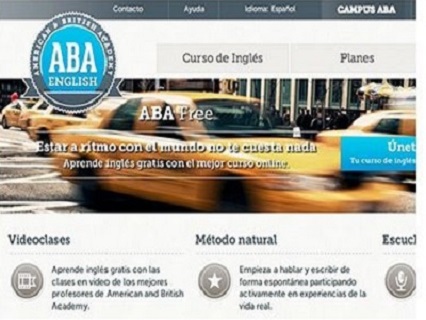 Contacto Ayuda Idioma: Español CAMPUS ABA
AMERICAN & BRITISH ACADEMY
ABA
ENGLISH
Curso de Inglés Planes
ABA Free
Estar a ritmo con el mundo no te cuesta nada
Aprende inglés gratis con el mejor curso online.
Únet
Tu curso de inglés
Videoclases
Aprende inglés gratis con las
clases en vídeo de los mejores
profesores de American and British
Academy.
Método natural
Empieza a hablar y escribir de
forma espontánea participando
activamente en experiencias de la
vida real.
Escucl